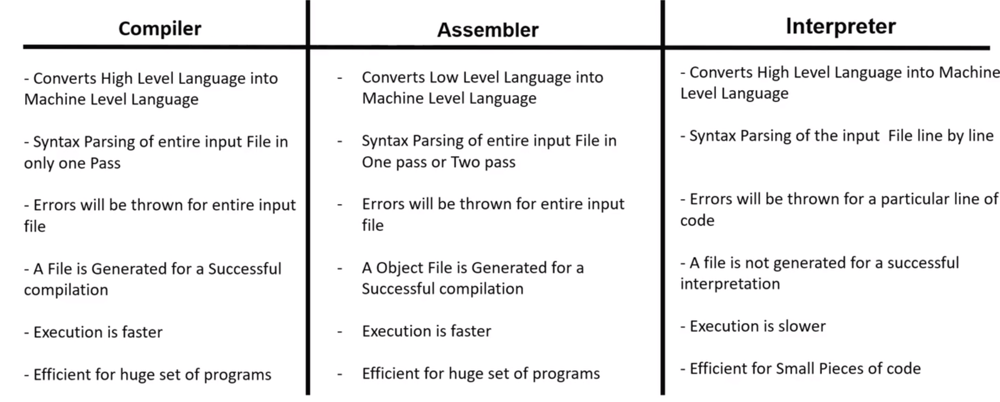 Compiler
- Converts High Level Language into
Machine Level Language
- Syntax Parsing of entire input File in
only one Pass
- Errors will be thrown for entire input
file
- A File is Generated for a Successful
compilation
- Execution is faster
- Efficient for huge set of programs
Assembler
- Converts Low Level Language into
Machine Level Language
- Syntax Parsing of entire input File in
One pass or Two pass
- Errors will be thrown for entire input
file
- A Object File is Generated for a
Successful compilation
- Execution is faster
- Efficient for huge set of programs
Interpreter
- Converts High Level Language into Machine
Level Language
- Syntax Parsing of the input  File line by line
- Errors will be thrown for a particular line of
code
- A file is not generated for a successful
interpretation
- Execution is slower
- Efficient for Small Pieces of code